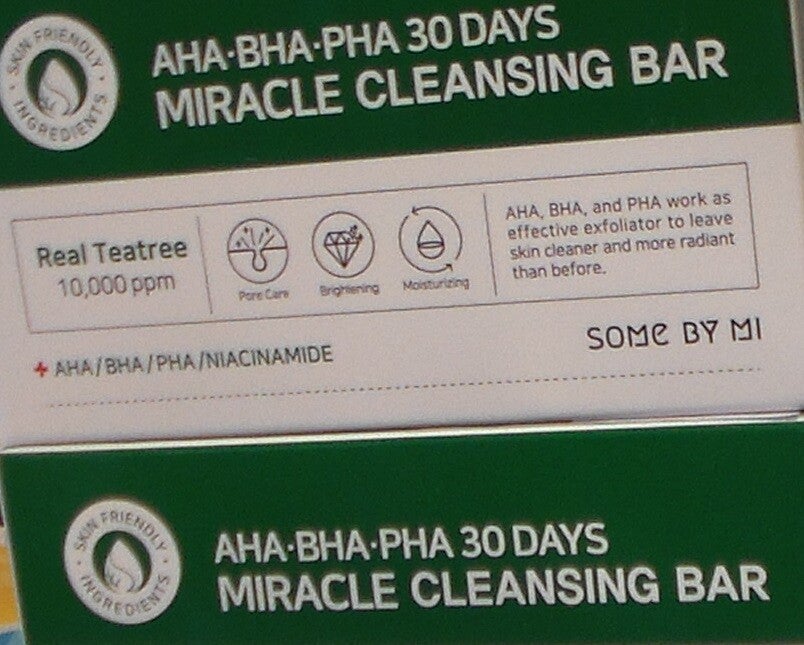 SKIN FRIENDLY
INGREDIENTS
AHA·BHA·PHA 30 DAYS
MIRACLE CLEANSING BAR
Real Teatree
10,000 ppm
Pore Care
Brightening
Moisturizing
AHA, BHA, and PHA work as
effective exfoliator to leave
skin cleaner and more radiant
than before.
+ AHA/BHA/PHA/NIACINAMIDE
SOME BY MI
SKIN FRIENDLY
INGREDIENTS
AHA·BHA·PHA 30 DAYS
MIRACLE CLEANSING BAR